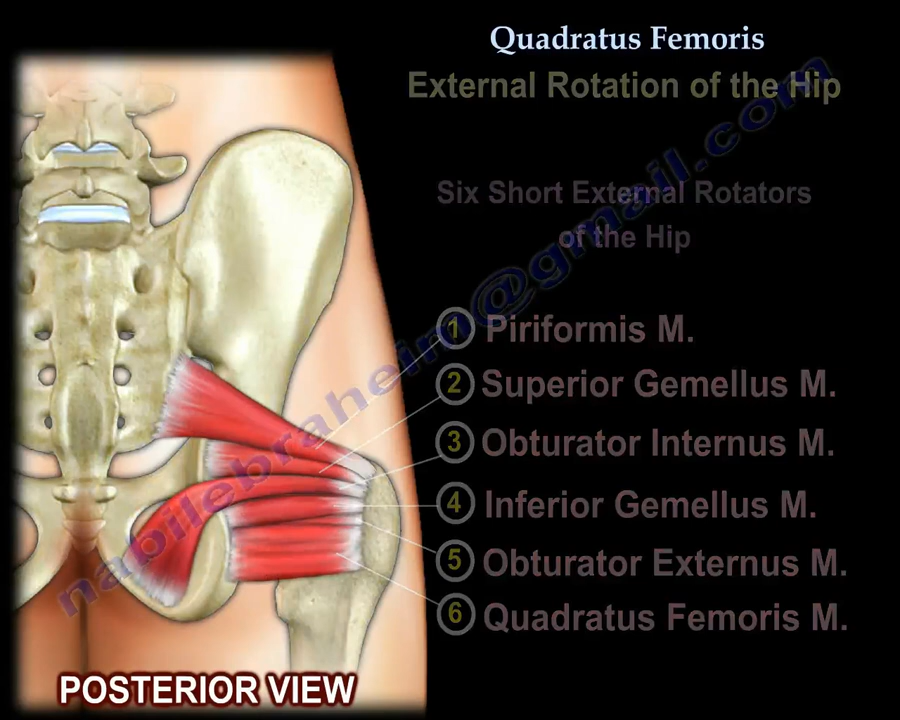 Quadratus Femoris
External Rotation of the Hip
Six Short External Rotators
of the Hip
1 Piriformis M.
2 Superior Gemellus M.
3 Obturator Internus M.
4 Inferior Gemellus M.
5 Obturator Externus M.
6 Quadratus Femoris M.
nabilebraheim@gmail.com
POSTERIOR VIEW